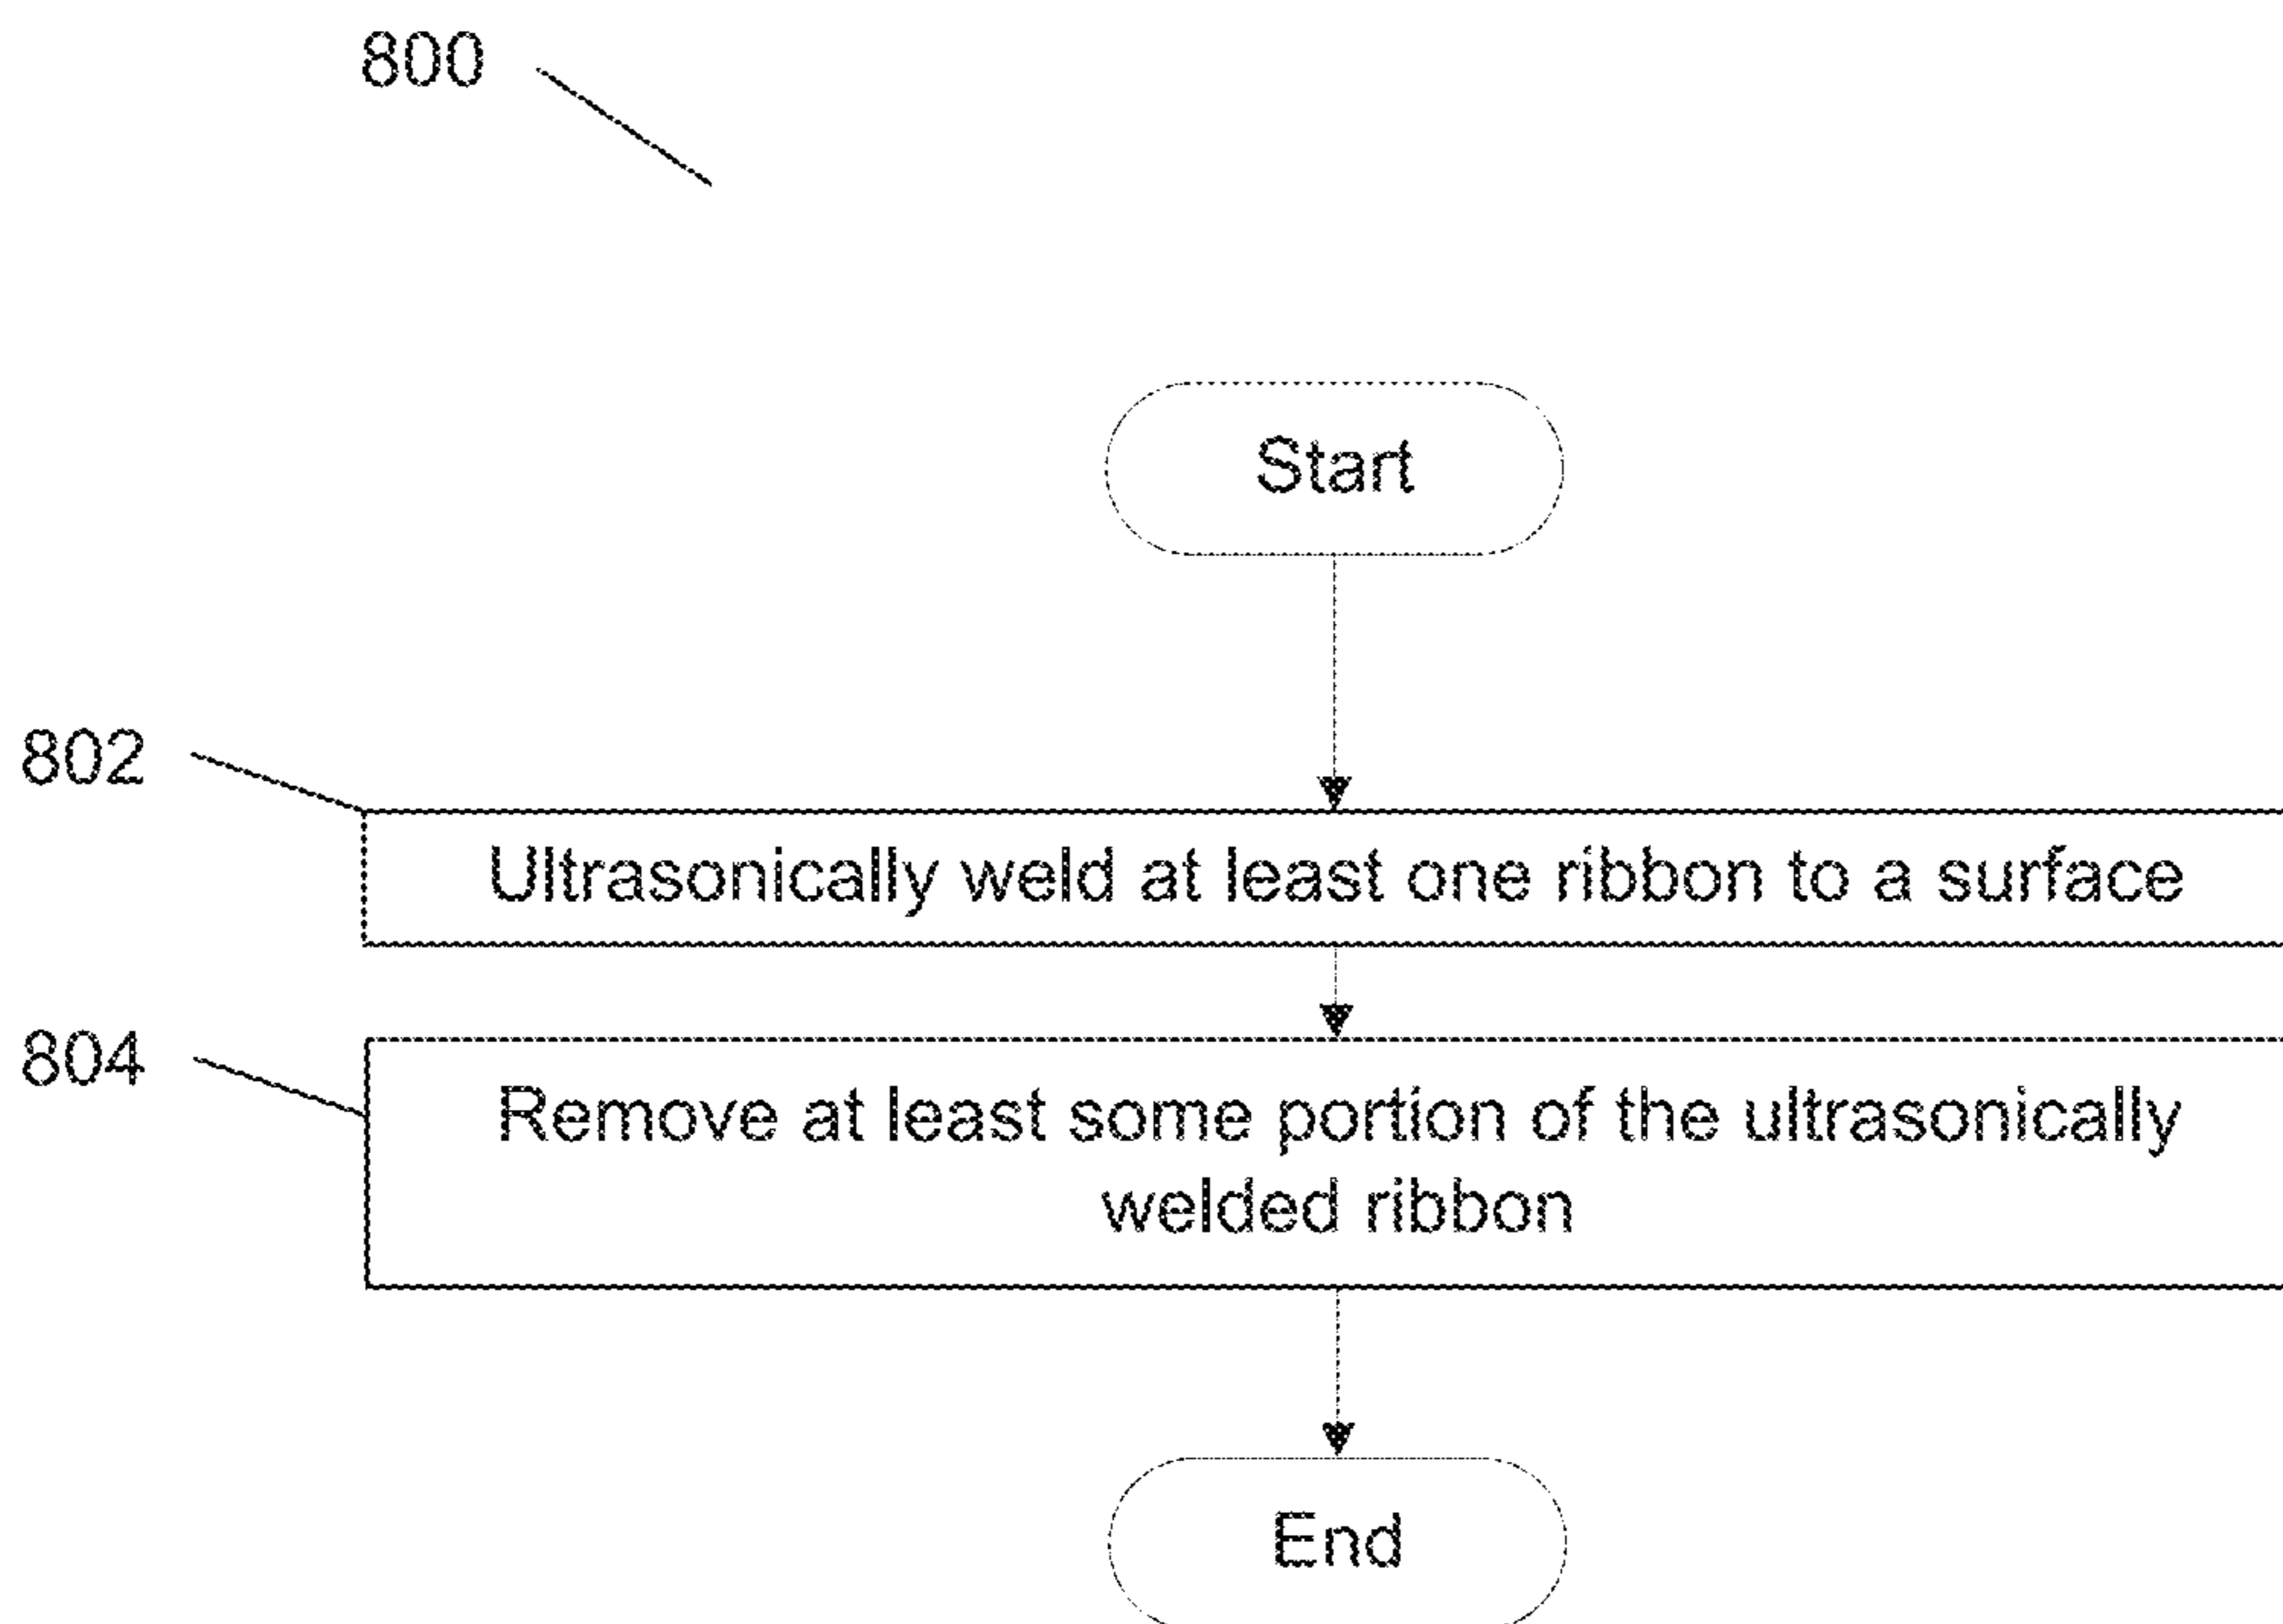 800
Start
802
Ultrasonically weld at least one ribbon to a surface
804
Remove at least some portion of the ultrasonically
welded ribbon
End